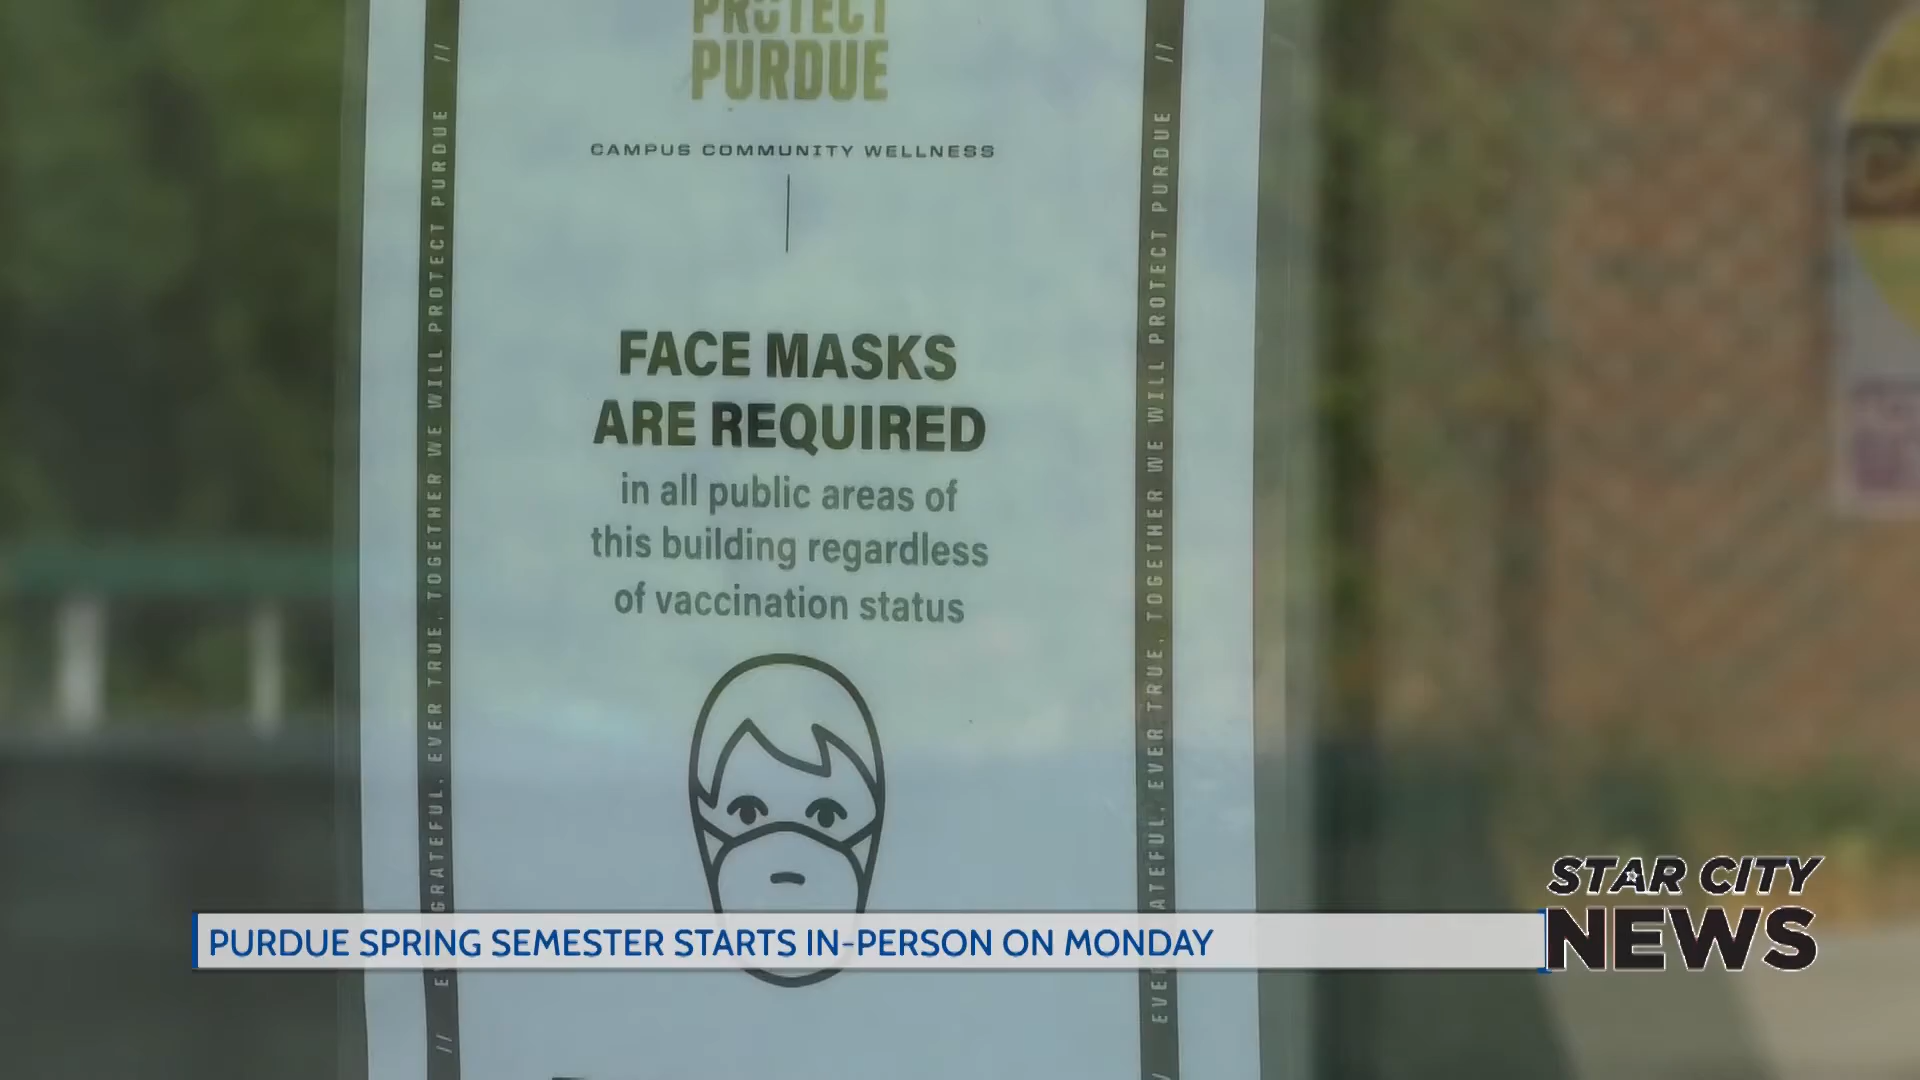 PROTECT
PURDUE
CAMPUS COMMUNITY WELLNESS
FACE MASKS
ARE REQUIRED
in all public areas of
this building regardless
of vaccination status
// EVER GRATEFUL. EVER TRUE. TOGETHER WE WILL PROTECT PURDUE //
EVER GRATEFUL. EVER TRUE. TOGETHER WE WILL PROTECT PURDUE //
PURDUE SPRING SEMESTER STARTS IN-PERSON ON MONDAY
STAR CITY
NEWS